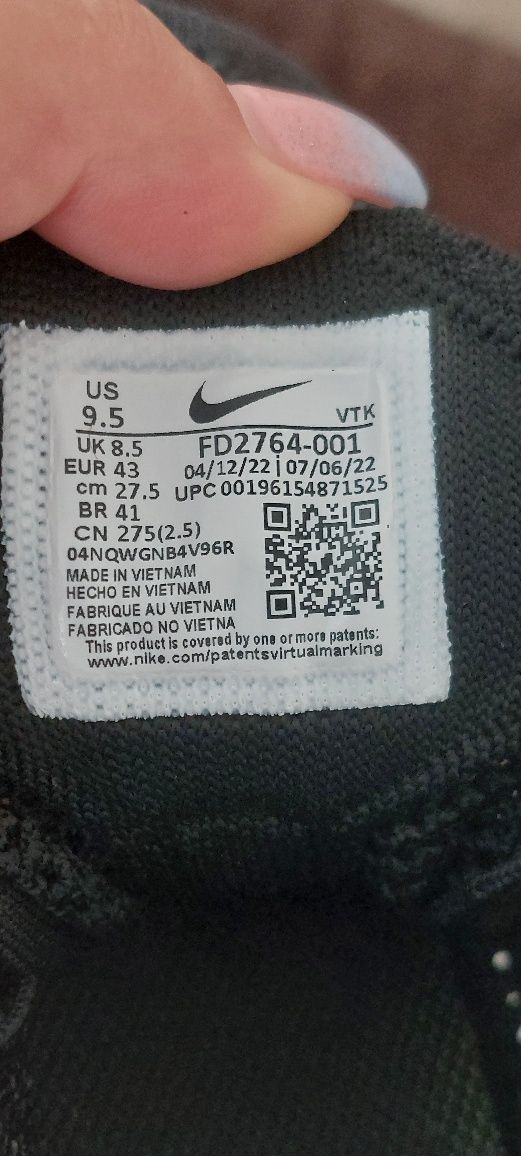 US
9.5
VTK
UK 8.5 FD2764-001
EUR 43 04/12/22 | 07/06/22
cm 27.5 UPC 00196154871525
BR 41
CN 275(2.5)
04NQWGNB4V96R
MADE IN VIETNAM
HECHO EN VIETNAM
FABRIQUE AU VIETNAM
FABRICADO NO VIETNA
This product is covered by one or more patents:
www.nike.com/patentsvirtualmarking